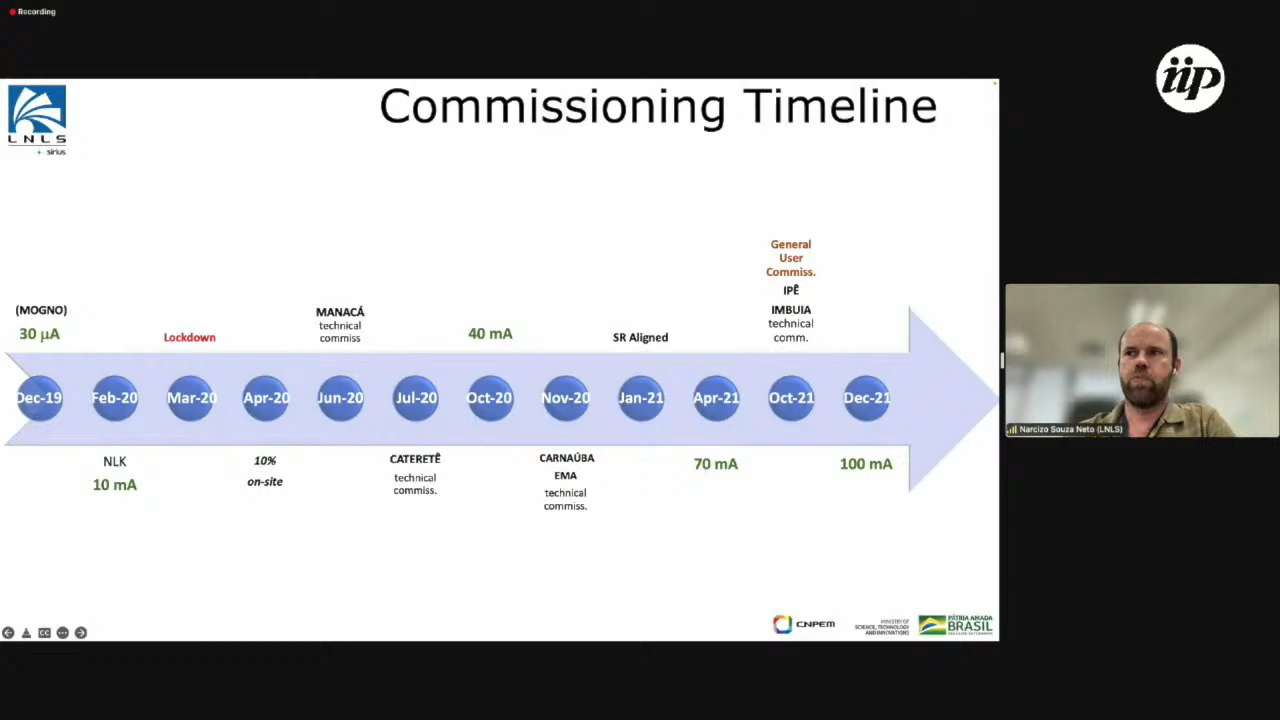 Recording
iip
Commissioning Timeline
LNLS
sirius
General
User
Commiss.
IPÊ
IMBUIA
technical
comm.
(MOGNO)
30 µA
Lockdown
MANACÁ
technical
commiss
40 mA
SR Aligned
Dec-19 Feb-20 Mar-20 Apr-20 Jun-20 Jul-20 Oct-20 Nov-20 Jan-21 Apr-21 Oct-21 Dec-21
NLK
10 mA
10%
on-site
CATERETÊ
technical
commiss.
CARNAÚBA
EMA
technical
commiss.
70 mA
100 mA
Narcizo Souza Neto (LNLS)
CC
CNPEM
MINISTRY OF
SCIENCE, TECHNOLOGY
AND INNOVATIONS
PÁTRIA AMADA
BRASIL